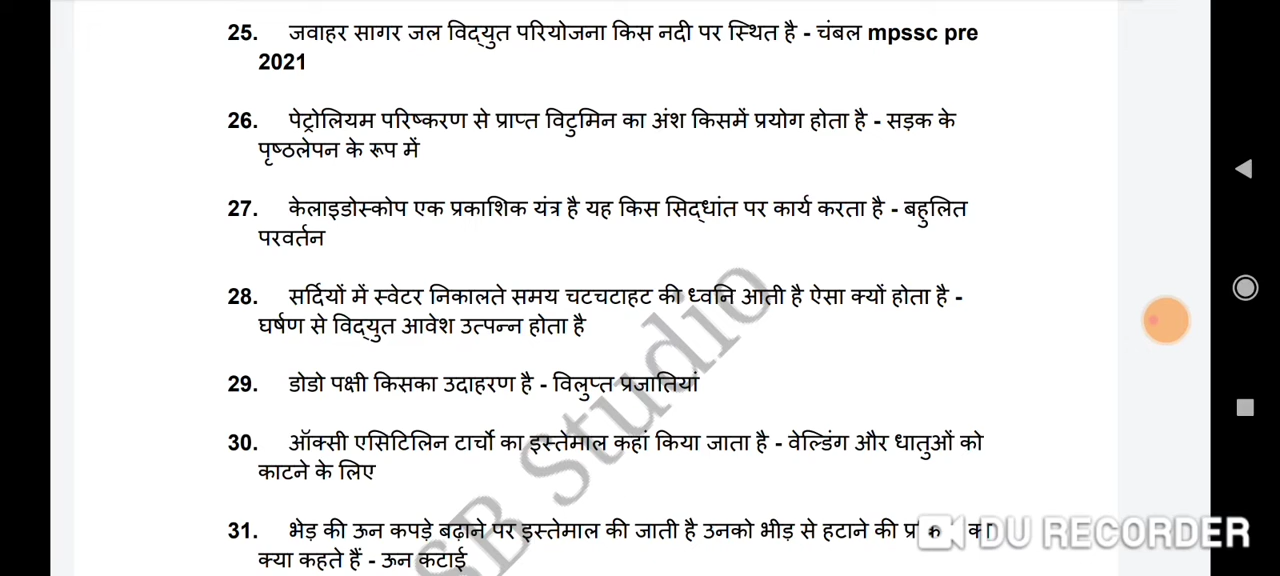 25. जवाहर सागर जल विद्युत परियोजना किस नदी पर स्थित है - चंबल mpssc pre
2021
26. पेट्रोलियम परिष्करण से प्राप्त विटुमिन का अंश किसमें प्रयोग होता है - सड़क के
पृष्ठलेपन के रूप में
27. केलाइडोस्कोप एक प्रकाशिक यंत्र है यह किस सिद्धांत पर कार्य करता है - बहुलित
परवर्तन
28. सर्दियों में स्वेटर निकालते समय चटचटाहट की ध्वनि आती है ऐसा क्यों होता है -
घर्षण से विद्युत आवेश उत्पन्न होता है
29. डोडो पक्षी किसका उदाहरण है - विलुप्त प्रजातियां
30. ऑक्सी एसिटिलिन टार्चो का इस्तेमाल कहां किया जाता है - वेल्डिंग और धातुओं को
काटने के लिए
31. भेड़ की ऊन कपड़े बढ़ाने पर इस्तेमाल की जाती है उनको भीड़ से हटाने की
क्या कहते हैं - ऊन कटाई
SB Studio
DU RECORDER